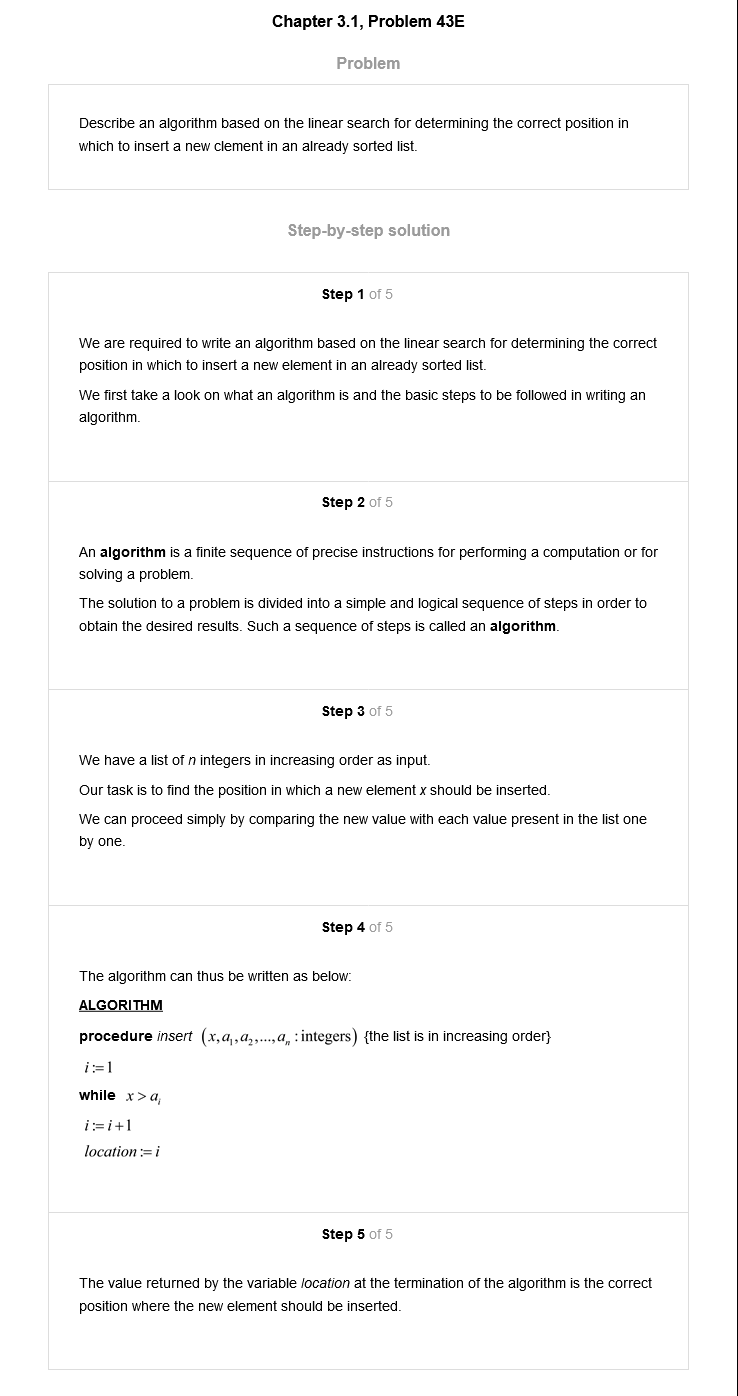 Chapter 3.1, Problem 43E
Problem
Describe an algorithm based on the linear search for determining the correct position in
which to insert a new clement in an already sorted list.
Step-by-step solution
Step 1 of 5
We are required to write an algorithm based on the linear search for determining the correct
position in which to insert a new element in an already sorted list.
We first take a look on what an algorithm is and the basic steps to be followed in writing an
algorithm.
Step 2 of 5
An algorithm is a finite sequence of precise instructions for performing a computation or for
solving a problem.
The solution to a problem is divided into a simple and logical sequence of steps in order to
obtain the desired results. Such a sequence of steps is called an algorithm.
Step 3 of 5
We have a list of n integers in increasing order as input.
Our task is to find the position in which a new element x should be inserted.
We can proceed simply by comparing the new value with each value present in the list one
by one.
Step 4 of 5
The algorithm can thus be written as below:
ALGORITHM
procedure insert (x, a₁, a₂, ..., aₙ : integers) {the list is in increasing order}
i := 1
while x > aᵢ
i := i + 1
location := i
Step 5 of 5
The value returned by the variable location at the termination of the algorithm is the correct
position where the new element should be inserted.